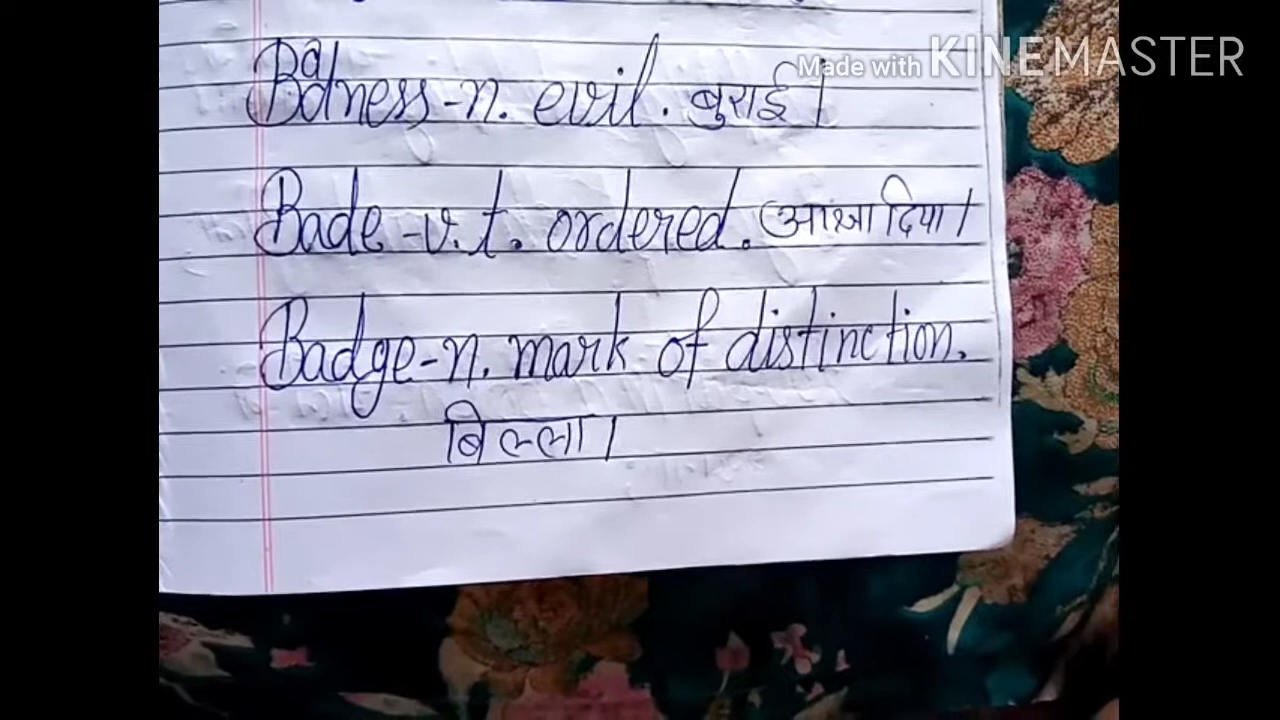 Made with KINEMASTER
Badness-n. evil. बुराई।
Bade-v.t. ordered. आज्ञा दिया।
Badge-n. mark of distinction.
बिल्ला।